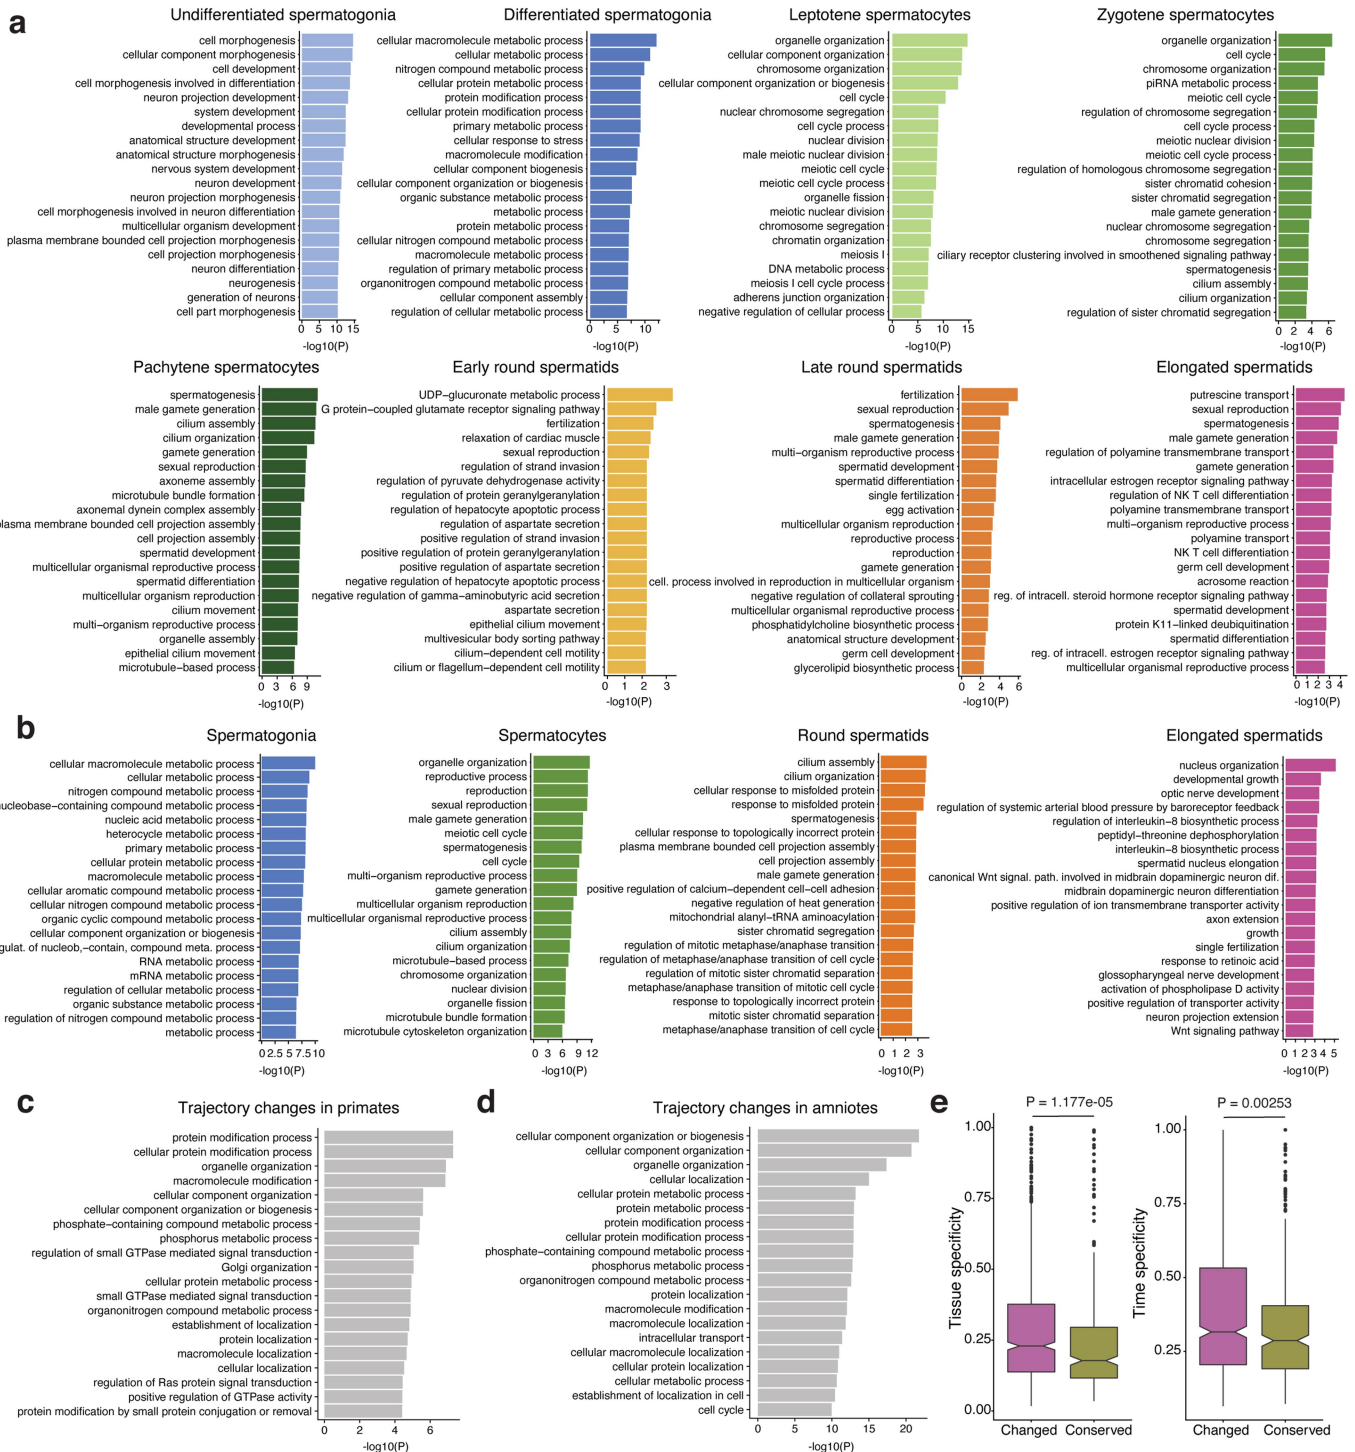 a
Undifferentiated spermatogonia
cell morphogenesis
cellular component morphogenesis
cell development
cell morphogenesis involved in differentiation
neuron projection development
system development
developmental process
anatomical structure development
anatomical structure morphogenesis
nervous system development
neuron development
neuron projection morphogenesis
cell morphogenesis involved in neuron differentiation
multicellular organism development
plasma membrane bounded cell projection morphogenesis
cell projection morphogenesis
neuron differentiation
neurogenesis
generation of neurons
cell part morphogenesis
0 5 10 15
-log10(P)
Differentiated spermatogonia
cellular macromolecule metabolic process
cellular metabolic process
nitrogen compound metabolic process
cellular protein metabolic process
protein modification process
cellular protein modification process
primary metabolic process
cellular response to stress
macromolecule modification
cellular component biogenesis
cellular component organization or biogenesis
organic substance metabolic process
metabolic process
protein metabolic process
cellular nitrogen compound metabolic process
macromolecule metabolic process
regulation of primary metabolic process
organonitrogen compound metabolic process
cellular component assembly
regulation of cellular metabolic process
0 5 10
-log10(P)
Leptotene spermatocytes
organelle organization
cellular component organization
chromosome organization
cellular component organization or biogenesis
cell cycle
nuclear chromosome segregation
cell cycle process
nuclear division
male meiotic nuclear division
meiotic cell cycle
meiotic cell cycle process
organelle fission
meiotic nuclear division
chromosome segregation
chromatin organization
meiosis I
DNA metabolic process
meiosis I cell cycle process
adherens junction organization
negative regulation of cellular process
0 5 10 15
-log10(P)
Zygotene spermatocytes
organelle organization
cell cycle
chromosome organization
piRNA metabolic process
meiotic cell cycle
regulation of chromosome segregation
cell cycle process
meiotic nuclear division
meiotic cell cycle process
regulation of homologous chromosome segregation
sister chromatid cohesion
sister chromatid segregation
male gamete generation
nuclear chromosome segregation
chromosome segregation
ciliary receptor clustering involved in smoothened signaling pathway
spermatogenesis
cilium assembly
cilium organization
regulation of sister chromatid segregation
0 2 4 6
-log10(P)
Pachytene spermatocytes
spermatogenesis
male gamete generation
cilium assembly
cilium organization
gamete generation
sexual reproduction
axoneme assembly
microtubule bundle formation
axonemal dynein complex assembly
plasma membrane bounded cell projection assembly
cell projection assembly
spermatid development
multicellular organismal reproductive process
spermatid differentiation
multicellular organism reproduction
cilium movement
multi-organism reproductive process
organelle assembly
epithelial cilium movement
microtubule-based process
0 3 6 9
-log10(P)
Early round spermatids
UDP-glucuronate metabolic process
G protein-coupled glutamate receptor signaling pathway
fertilization
relaxation of cardiac muscle
sexual reproduction
regulation of strand invasion
regulation of pyruvate dehydrogenase activity
regulation of protein geranylgeranylation
regulation of hepatocyte apoptotic process
regulation of aspartate secretion
positive regulation of strand invasion
positive regulation of protein geranylgeranylation
positive regulation of aspartate secretion
negative regulation of hepatocyte apoptotic process
negative regulation of gamma-aminobutyric acid secretion
aspartate secretion
epithelial cilium movement
multivesicular body sorting pathway
cilium-dependent cell motility
cilium or flagellum-dependent cell motility
0 1 2 3
-log10(P)
Late round spermatids
fertilization
sexual reproduction
spermatogenesis
male gamete generation
multi-organism reproductive process
spermatid development
spermatid differentiation
single fertilization
egg activation
multicellular organism reproduction
reproductive process
reproduction
gamete generation
cell. process involved in reproduction in multicellular organism
negative regulation of collateral sprouting
multicellular organismal reproductive process
phosphatidylcholine biosynthetic process
anatomical structure development
germ cell development
glycerolipid biosynthetic process
0 2 4 6
-log10(P)
Elongated spermatids
putrescine transport
sexual reproduction
spermatogenesis
male gamete generation
regulation of polyamine transmembrane transport
gamete generation
intracellular estrogen receptor signaling pathway
regulation of NK T cell differentiation
polyamine transmembrane transport
multi-organism reproductive process
polyamine transport
NK T cell differentiation
germ cell development
acrosome reaction
reg. of intracell. steroid hormone receptor signaling pathway
spermatid development
protein K11-linked deubiquitination
spermatid differentiation
reg. of intracell. estrogen receptor signaling pathway
multicellular organismal reproductive process
0 1 2 3 4
-log10(P)
b
Spermatogonia
cellular macromolecule metabolic process
cellular metabolic process
nitrogen compound metabolic process
nucleobase-containing compound metabolic process
nucleic acid metabolic process
heterocycle metabolic process
primary metabolic process
cellular protein metabolic process
macromolecule metabolic process
cellular aromatic compound metabolic process
cellular nitrogen compound metabolic process
organic cyclic compound metabolic process
cellular component organization or biogenesis
gulat. of nucleob,-contain, compound meta. process
RNA metabolic process
mRNA metabolic process
regulation of cellular metabolic process
organic substance metabolic process
regulation of nitrogen compound metabolic process
metabolic process
0 2.5 5 7.5 10
-log10(P)
Spermatocytes
organelle organization
reproductive process
reproduction
sexual reproduction
male gamete generation
meiotic cell cycle
spermatogenesis
cell cycle
multi-organism reproductive process
gamete generation
multicellular organism reproduction
multicellular organismal reproductive process
cilium assembly
cilium organization
microtubule-based process
chromosome organization
nuclear division
organelle fission
microtubule bundle formation
microtubule cytoskeleton organization
0 3 6 9 12
-log10(P)
Round spermatids
cilium assembly
cilium organization
cellular response to misfolded protein
response to misfolded protein
spermatogenesis
cellular response to topologically incorrect protein
plasma membrane bounded cell projection assembly
cell projection assembly
male gamete generation
positive regulation of calcium-dependent cell-cell adhesion
negative regulation of heat generation
mitochondrial alanyl-tRNA aminoacylation
sister chromatid segregation
regulation of mitotic metaphase/anaphase transition
regulation of metaphase/anaphase transition of cell cycle
regulation of mitotic sister chromatid separation
metaphase/anaphase transition of mitotic cell cycle
response to topologically incorrect protein
mitotic sister chromatid separation
metaphase/anaphase transition of cell cycle
0 1 2 3
-log10(P)
Elongated spermatids
nucleus organization
developmental growth
optic nerve development
regulation of systemic arterial blood pressure by baroreceptor feedback
regulation of interleukin-8 biosynthetic process
peptidyl-threonine dephosphorylation
interleukin-8 biosynthetic process
spermatid nucleus elongation
canonical Wnt signal. path. involved in midbrain dopaminergic neuron dif.
midbrain dopaminergic neuron differentiation
positive regulation of ion transmembrane transporter activity
axon extension
growth
single fertilization
response to retinoic acid
glossopharyngeal nerve development
activation of phospholipase D activity
positive regulation of transporter activity
neuron projection extension
Wnt signaling pathway
0 1 2 3 4 5
-log10(P)
c
Trajectory changes in primates
protein modification process
cellular protein modification process
organelle organization
macromolecule modification
cellular component organization
cellular component organization or biogenesis
phosphate-containing compound metabolic process
phosphorus metabolic process
regulation of small GTPase mediated signal transduction
Golgi organization
cellular protein metabolic process
small GTPase mediated signal transduction
organonitrogen compound metabolic process
establishment of localization
protein localization
macromolecule localization
cellular localization
regulation of Ras protein signal transduction
positive regulation of GTPase activity
protein modification by small protein conjugation or removal
0 2 4 6
-log10(P)
d
Trajectory changes in amniotes
cellular component organization or biogenesis
cellular component organization
organelle organization
cellular localization
cellular protein metabolic process
protein metabolic process
protein modification process
cellular protein modification process
phosphate-containing compound metabolic process
phosphorus metabolic process
organonitrogen compound metabolic process
protein localization
macromolecule modification
macromolecule localization
intracellular transport
cellular macromolecule localization
cellular protein localization
cellular metabolic process
establishment of localization in cell
cell cycle
0 5 10 15 20
-log10(P)
e
P = 1.177e-05
Tissue specificity
1.00
0.75
0.50
0.25
0.00
Changed Conserved
P = 0.00253
Time specificity
1.00
0.75
0.50
0.25
Changed Conserved